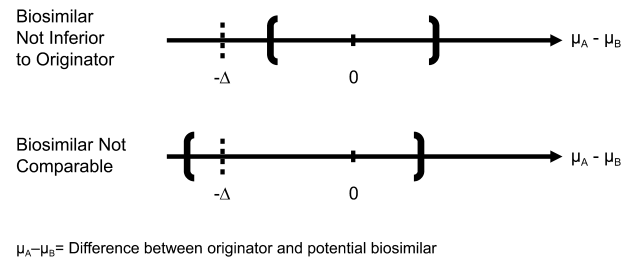 Biosimilar
Not Inferior
to Originator
μA - μB
-Δ
0
Biosimilar Not
Comparable
μA - μB
-Δ
0
μA–μB= Difference between originator and potential biosimilar